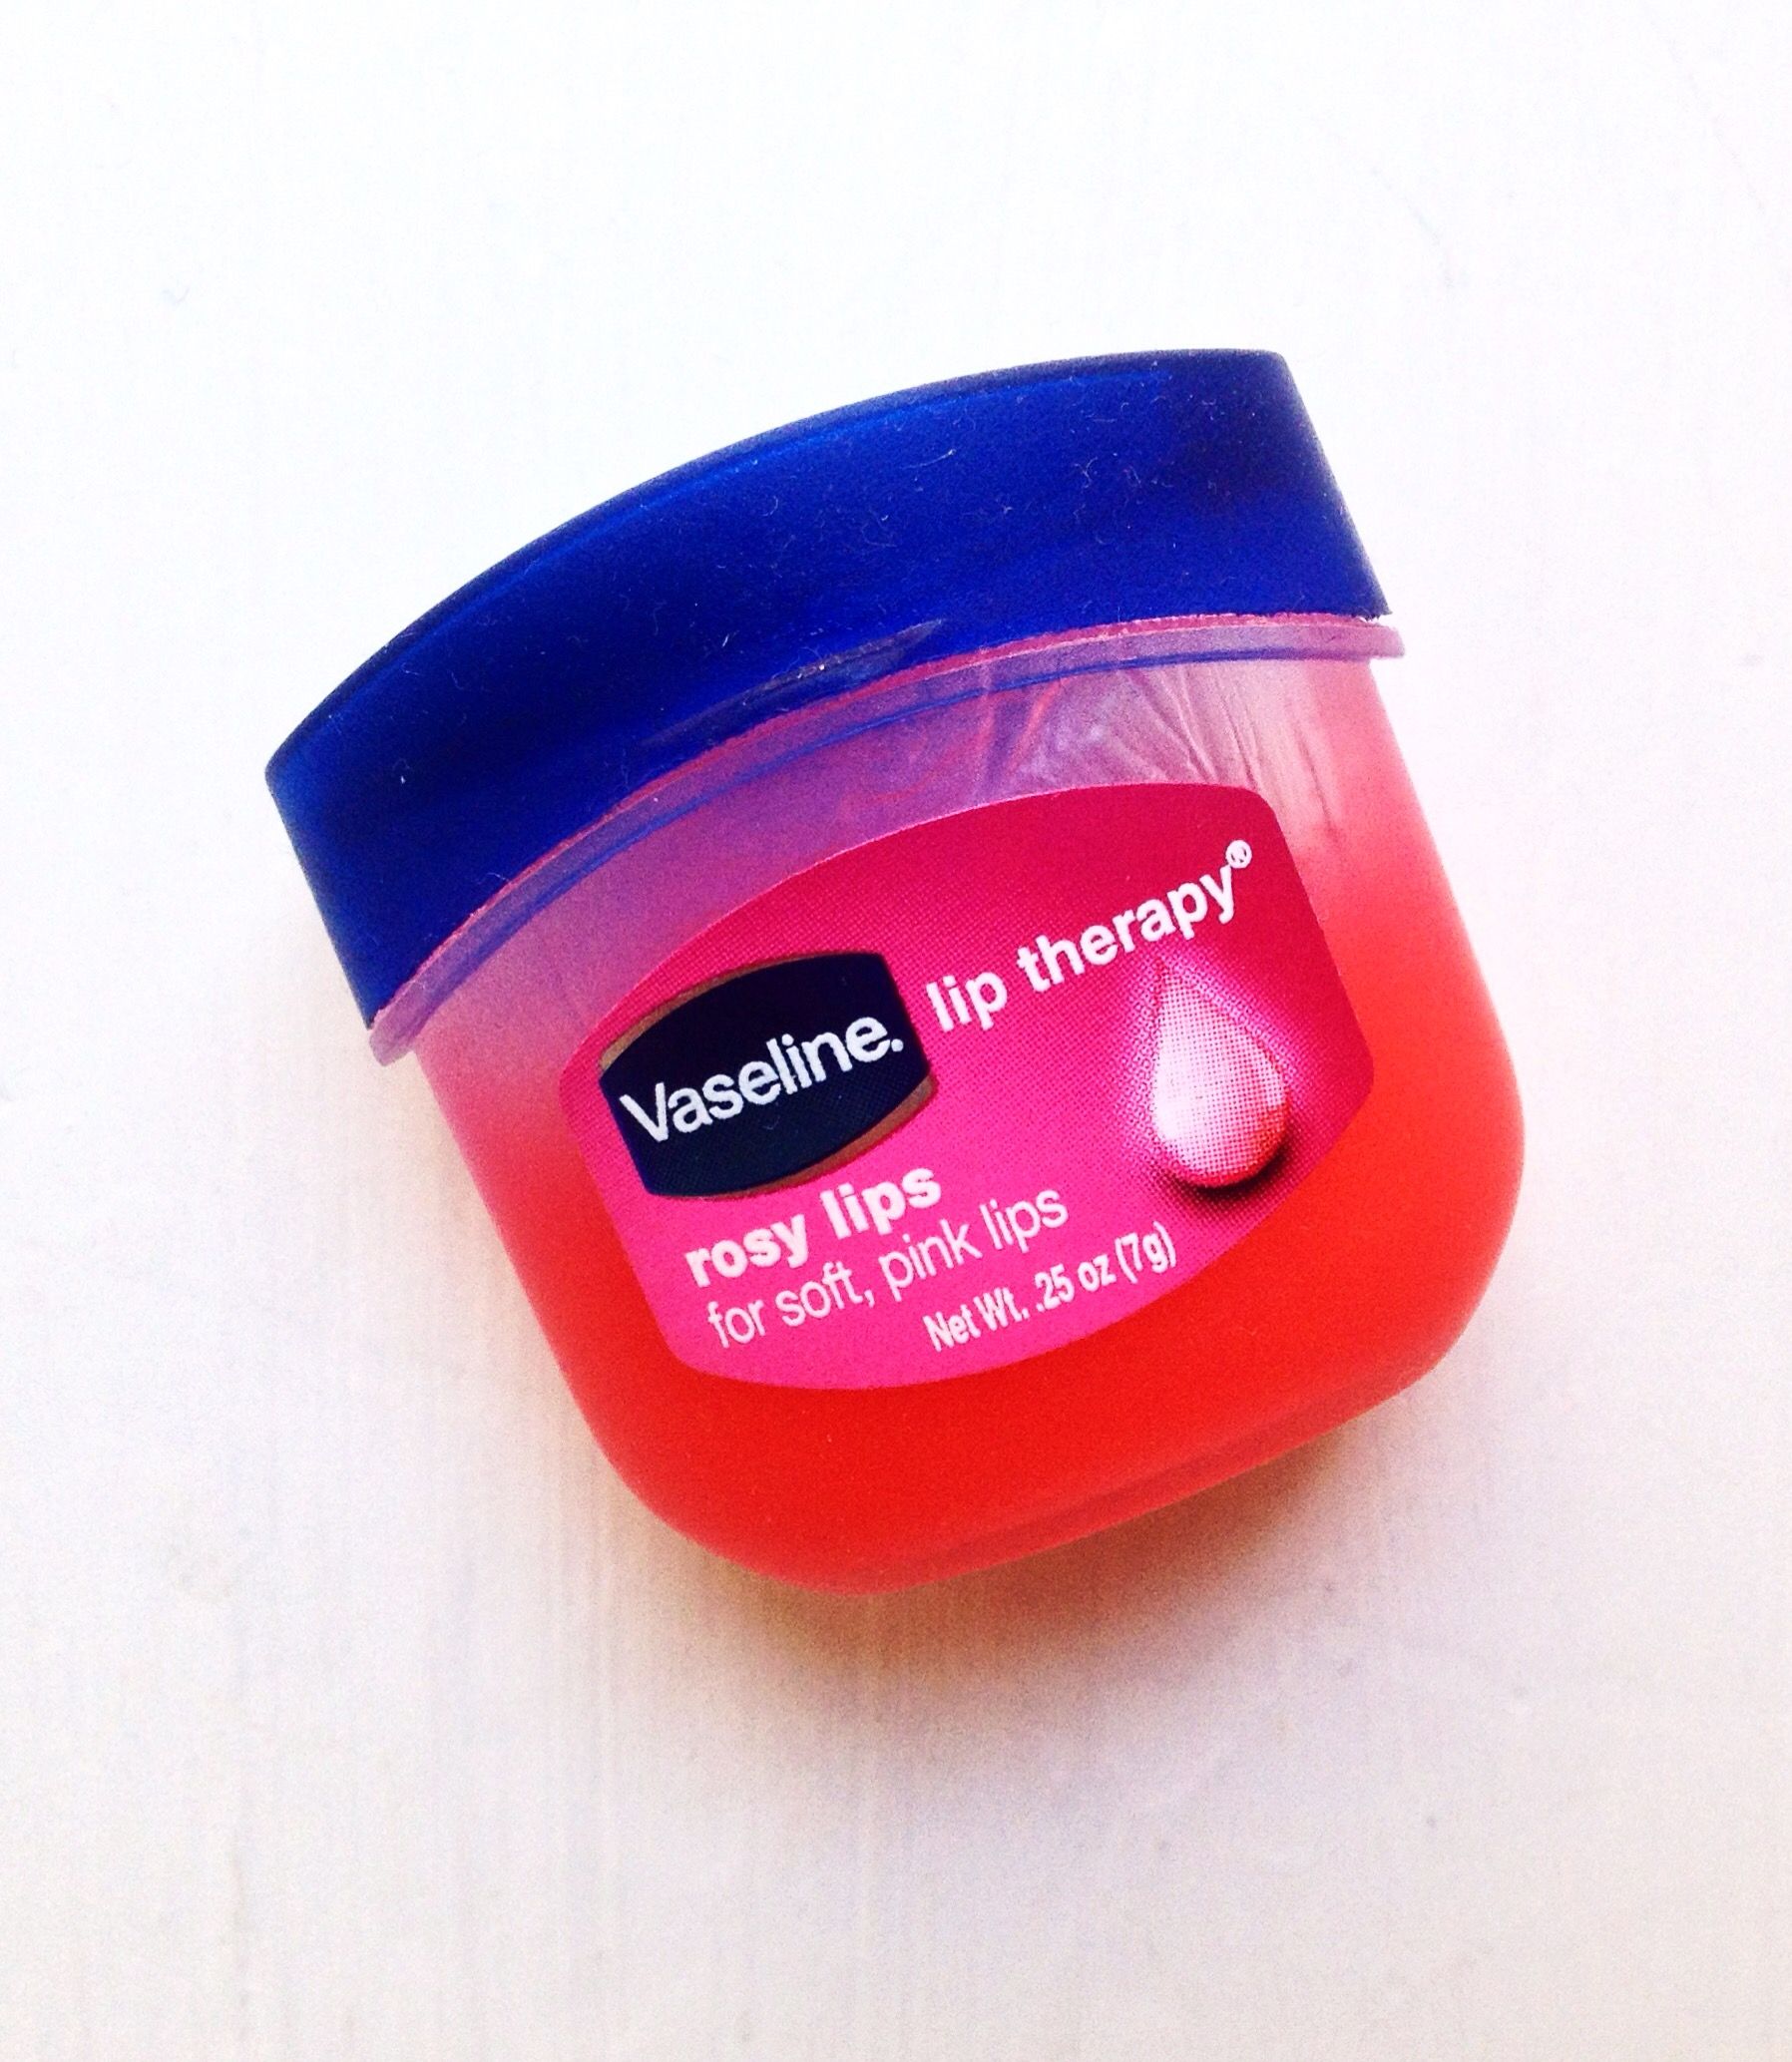 Vaseline. lip therapy®
rosy lips
for soft, pink lips
Net Wt. .25 oz (7g)